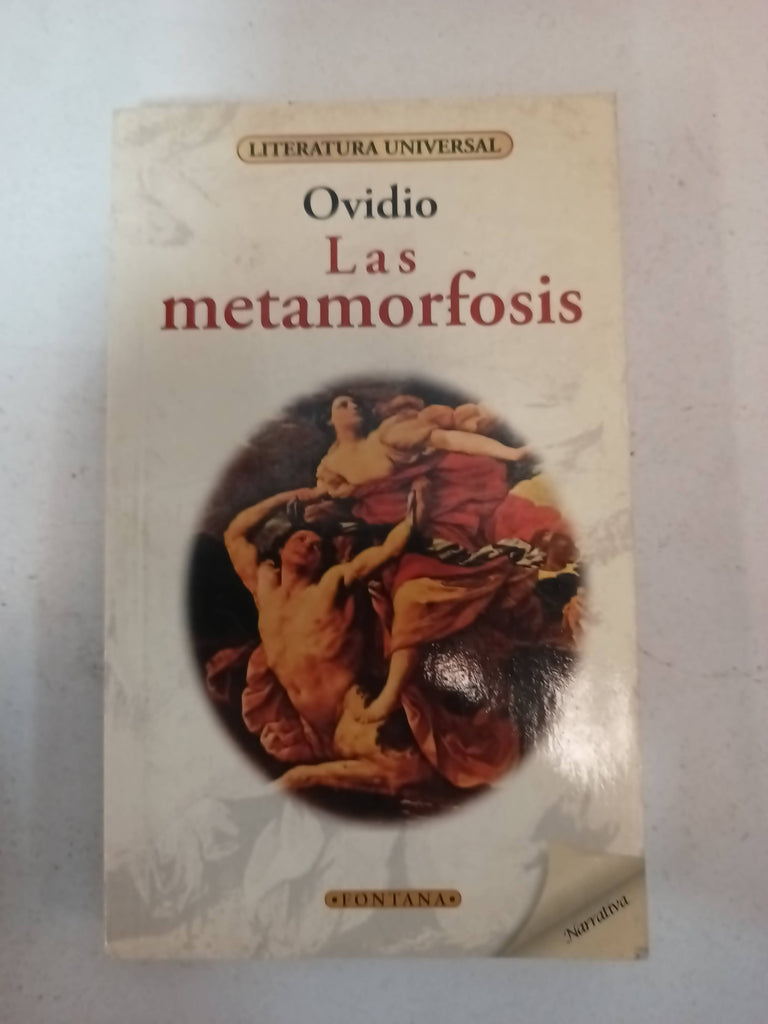 LITERATURA UNIVERSAL
Ovidio
Las
metamorfosis
•FONTANA•
Narrativa